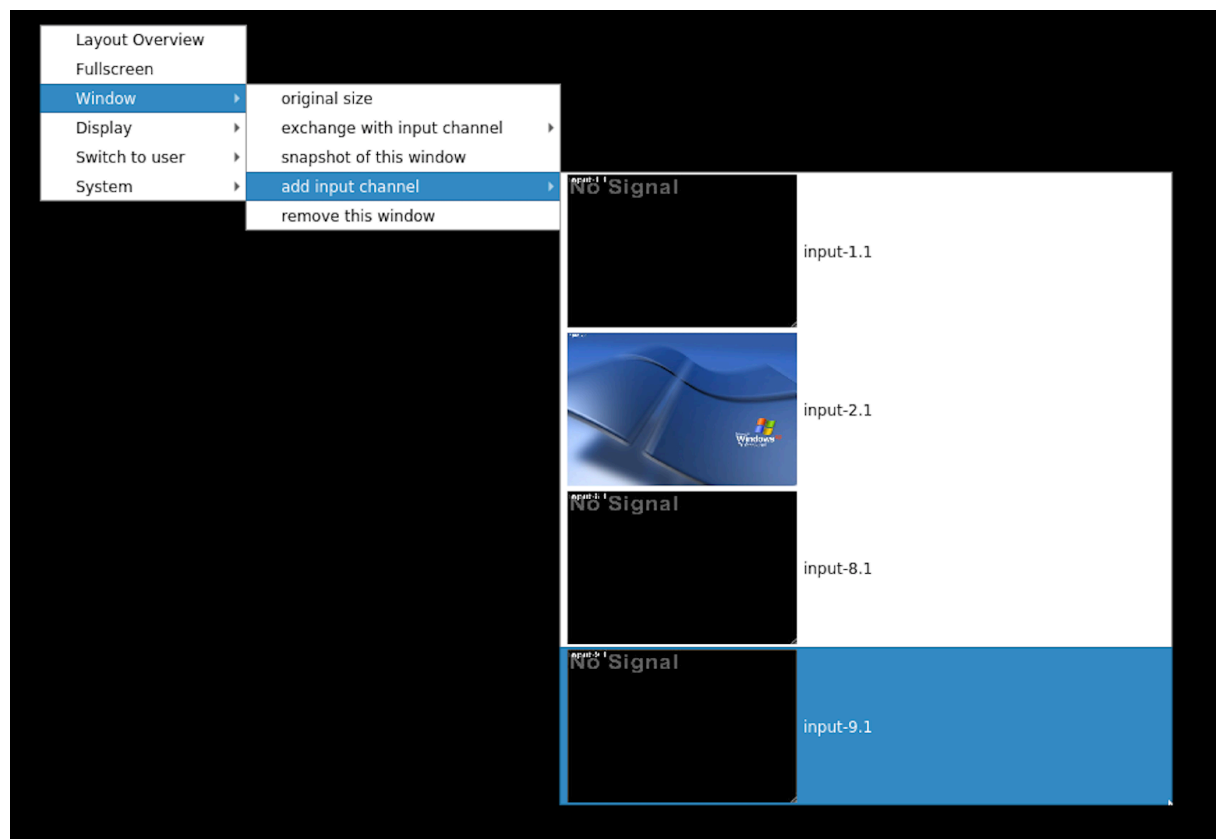 Layout Overview
Fullscreen
Window
Display
Switch to user
System
original size
exchange with input channel
snapshot of this window
add input channel
remove this window
No Signal
input-1.1
Windows
input-2.1
No Signal
input-8.1
No Signal
input-9.1